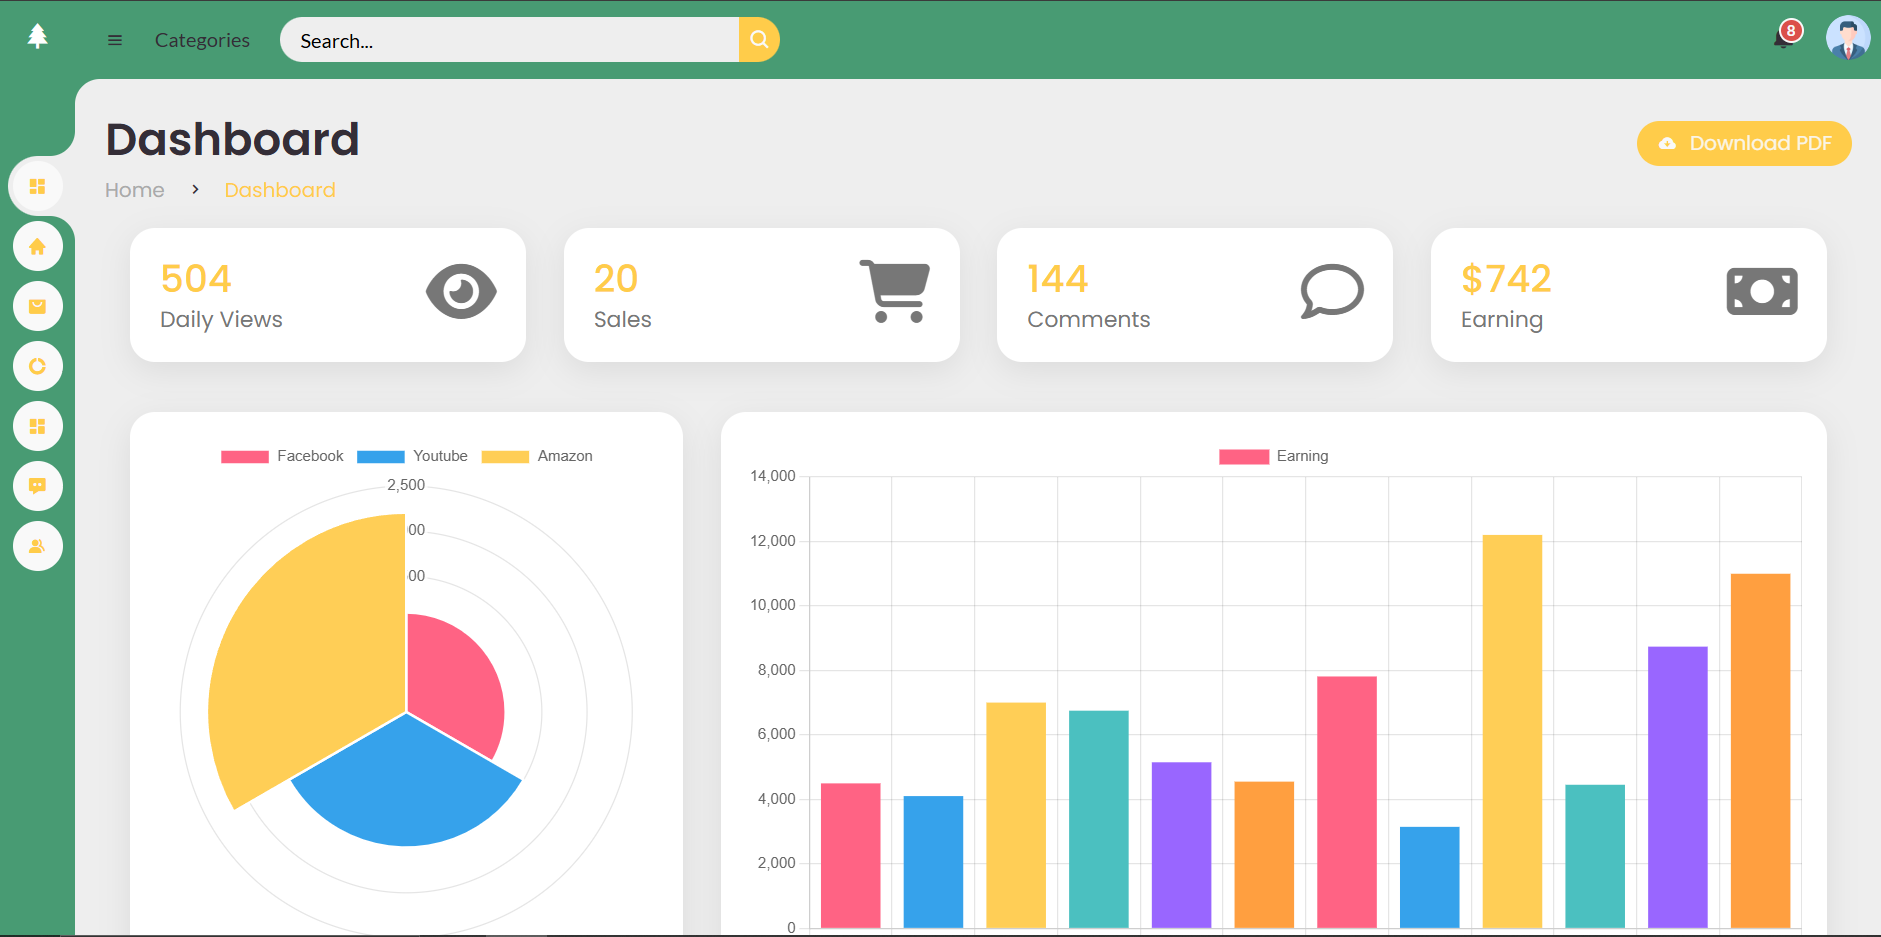 Categories
Search...
8
Dashboard
Download PDF
Home > Dashboard
504
Daily Views
20
Sales
144
Comments
$742
Earning
Facebook Youtube Amazon
2,500
00
00
Earning
14,000
12,000
10,000
8,000
6,000
4,000
2,000
0